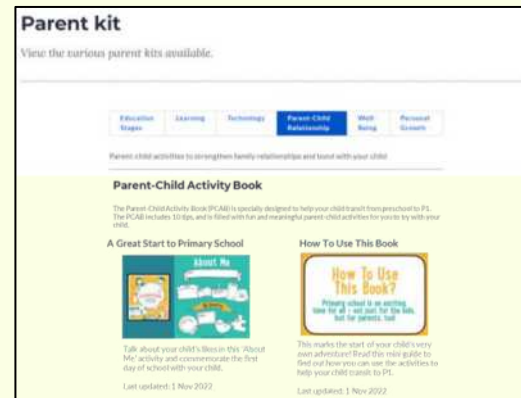 Parent kit
View the various parent kits available.
Education Stages
Learning
Technology
Parent-Child Relationship
Well Being
Personal Growth
Parent-child activities to strengthen family relationships and bond with your child
Parent-Child Activity Book
The Parent-Child Activity Book (PCAB) is specially designed to help your child transit from preschool to P1.
The PCAB includes 10 tips, and is filled with fun and meaningful parent-child activities for you to try with your
child.
A Great Start to Primary School
About Me
Talk about your child's likes in this 'About
Me' activity and commemorate the first
day of school with your child.
Last updated: 1 Nov 2022
How To Use This Book
How To Use
This Book?
Primary school is an exciting
time for all - not just for the kids,
but for parents, too!
This marks the start of your child's very
own adventure! Read this mini guide to
find out how you can use the activities to
help your child transit to P1.
Last updated: 1 Nov 2022